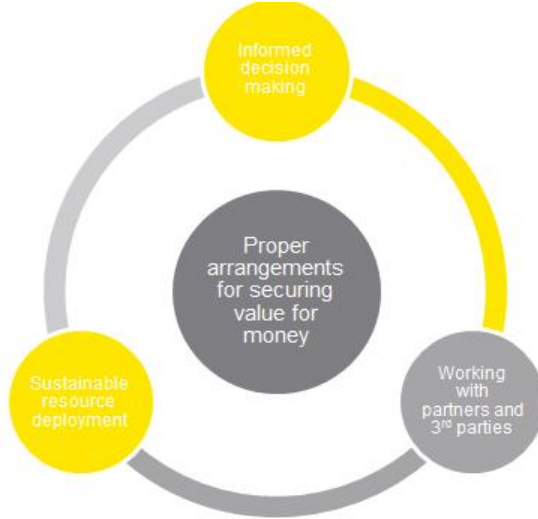 Informed
decision
making
Proper
arrangements
for securing
value for
money
Sustainable
resource
deployment
Working
with
partners and
3rd parties